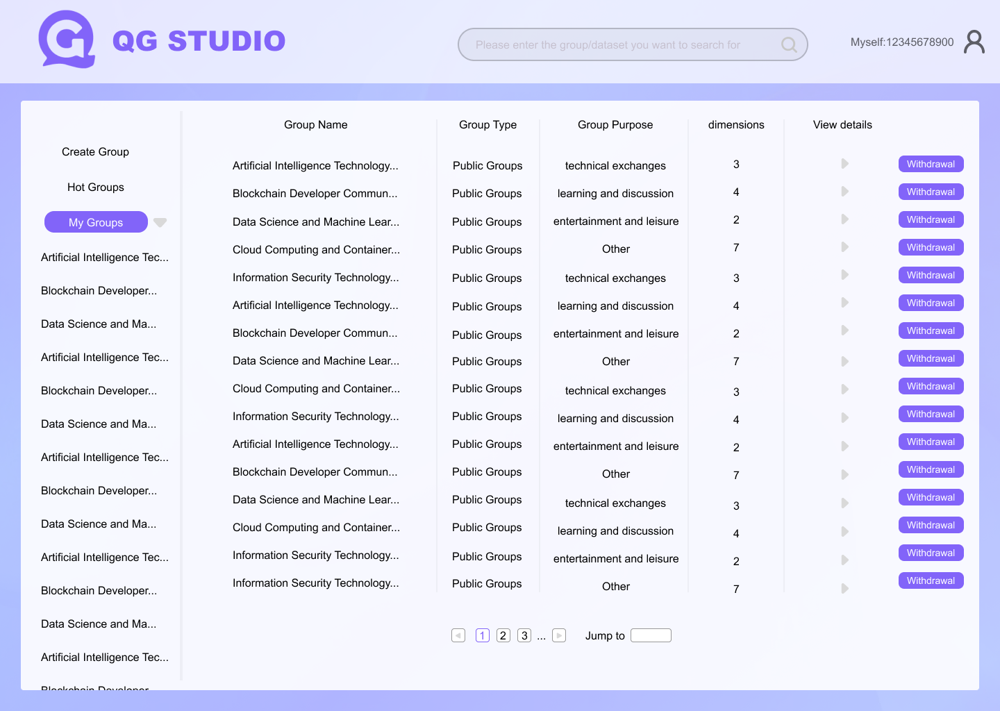 QG STUDIO
Please enter the group/dataset you want to search for
Myself:12345678900
Create Group
Hot Groups
My Groups
Artificial Intelligence Tec...
Blockchain Developer...
Data Science and Ma...
Artificial Intelligence Tec...
Blockchain Developer...
Data Science and Ma...
Artificial Intelligence Tec...
Blockchain Developer...
Data Science and Ma...
Artificial Intelligence Tec...
Blockchain Developer...
Data Science and Ma...
Artificial Intelligence Tec...
Blockchain Developer...
Group Name Group Type Group Purpose dimensions View details
Artificial Intelligence Technology... Public Groups technical exchanges 3 Withdrawal
Blockchain Developer Commun... Public Groups learning and discussion 4 Withdrawal
Data Science and Machine Lear... Public Groups entertainment and leisure 2 Withdrawal
Cloud Computing and Container... Public Groups Other 7 Withdrawal
Information Security Technology... Public Groups technical exchanges 3 Withdrawal
Artificial Intelligence Technology... Public Groups learning and discussion 4 Withdrawal
Blockchain Developer Commun... Public Groups entertainment and leisure 2 Withdrawal
Data Science and Machine Lear... Public Groups Other 7 Withdrawal
Cloud Computing and Container... Public Groups technical exchanges 3 Withdrawal
Information Security Technology... Public Groups learning and discussion 4 Withdrawal
Artificial Intelligence Technology... Public Groups entertainment and leisure 2 Withdrawal
Blockchain Developer Commun... Public Groups Other 7 Withdrawal
Data Science and Machine Lear... Public Groups technical exchanges 3 Withdrawal
Cloud Computing and Container... Public Groups learning and discussion 4 Withdrawal
Information Security Technology... Public Groups entertainment and leisure 2 Withdrawal
Information Security Technology... Public Groups Other 7 Withdrawal
1 2 3 ... Jump to